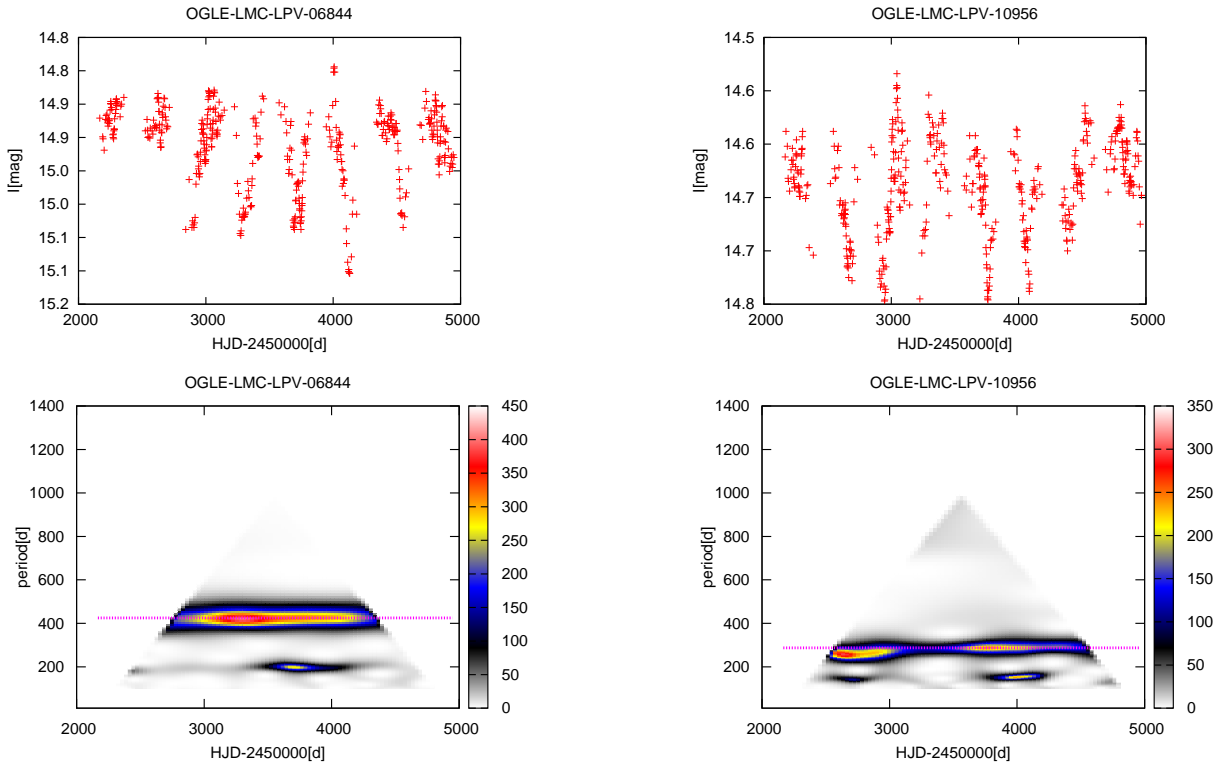 OGLE-LMC-LPV-06844
14.8
14.8
14.9
14.9
15.0
15.0
15.1
15.1
15.2
I[mag]
2000 3000 4000 5000
HJD-2450000[d]
OGLE-LMC-LPV-10956
14.5
14.6
14.6
14.7
14.7
14.8
I[mag]
2000 3000 4000 5000
HJD-2450000[d]
OGLE-LMC-LPV-06844
1400
1200
1000
800
600
400
200
period[d]
2000 3000 4000 5000
HJD-2450000[d]
450
400
350
300
250
200
150
100
50
0
OGLE-LMC-LPV-10956
1400
1200
1000
800
600
400
200
period[d]
2000 3000 4000 5000
HJD-2450000[d]
350
300
250
200
150
100
50
0